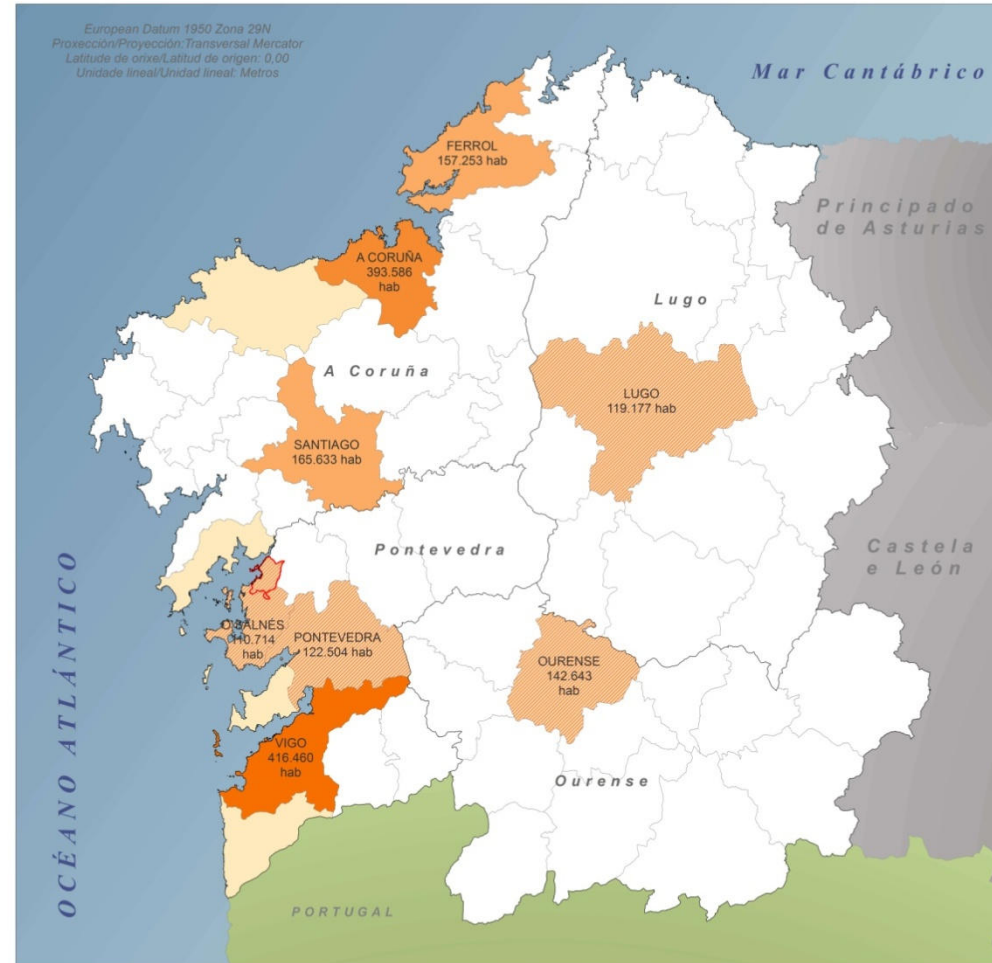 European Datum 1950 Zona 29N
Proxección/Proyección:Transversal Mercator
Latitude de orixe/Latitud de origen: 0,00
Unidade lineal/Unidad lineal: Metros
Mar Cantábrico
FERROL
157.253 hab
Principado
de Asturias
A CORUÑA
393.586
hab
Lugo
A Coruña
LUGO
119.177 hab
SANTIAGO
165.633 hab
Pontevedra
Castela
e León
OCÉANO ATLÁNTICO
O SALNÉS
110.714
hab
PONTEVEDRA
122.504 hab
OURENSE
142.643
hab
VIGO
416.460
hab
Ourense
PORTUGAL